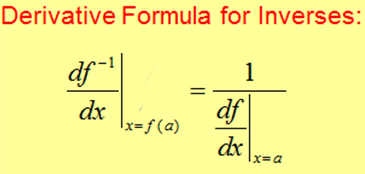 Derivative Formula for Inverses:
df⁻¹/dx |ₓ₌f(a) = 1 / (df/dx |ₓ₌ₐ)